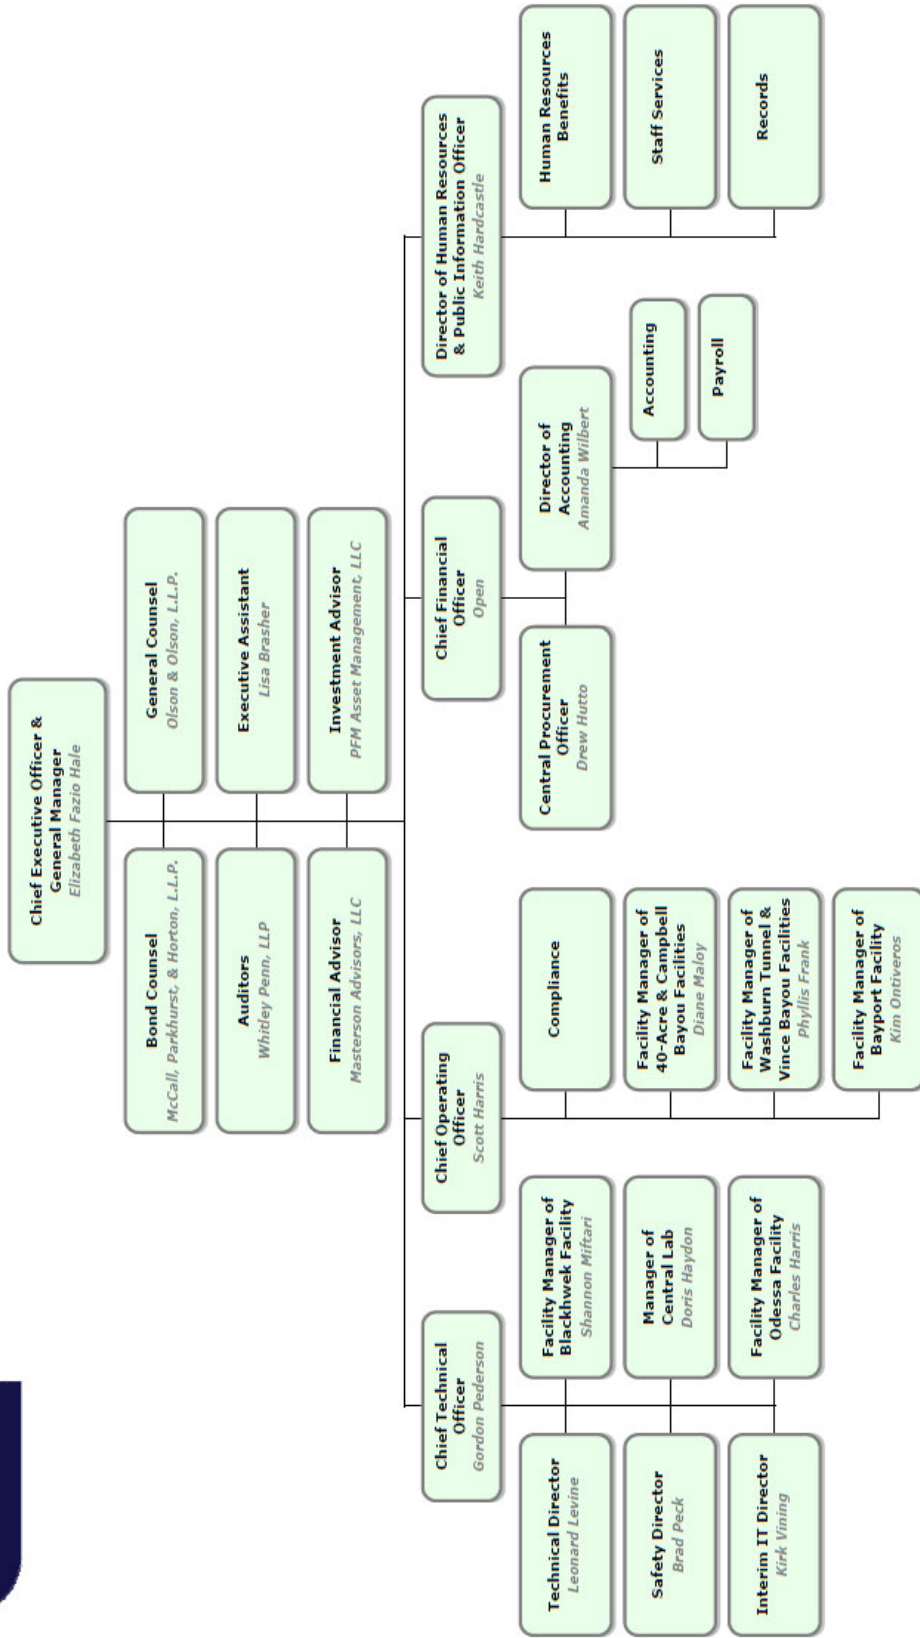 Chief Executive Officer &
General Manager
Elizabeth Fazio Hale
Bond Counsel
McCall, Parkhurst, & Horton, L.L.P.
General Counsel
Olson & Olson, L.L.P.
Auditors
Whitley Penn, LLP
Executive Assistant
Lisa Brasher
Financial Advisor
Masterson Advisors, LLC
Investment Advisor
PFM Asset Management, LLC
Chief Technical
Officer
Gordon Pederson
Technical Director
Leonard Levine
Facility Manager of
Blackhwek Facility
Shannon Miftari
Safety Director
Brad Peck
Manager of
Central Lab
Doris Haydon
Interim IT Director
Kirk Vining
Facility Manager of
Odessa Facility
Charles Harris
Chief Operating
Officer
Scott Harris
Compliance
Facility Manager of
40-Acre & Campbell
Bayou Facilities
Diane Maloy
Facility Manager of
Washburn Tunnel &
Vince Bayou Facilities
Phyllis Frank
Facility Manager of
Bayport Facility
Kim Ontiveros
Chief Financial
Officer
Open
Central Procurement
Officer
Drew Hutto
Director of
Accounting
Amanda Wilbert
Accounting
Payroll
Director of Human Resources
& Public Information Officer
Keith Hardcastle
Human Resources
Benefits
Staff Services
Records